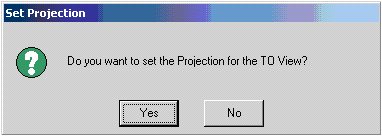 Set Projection
?
Do you want to set the Projection for the TO View?
Yes
No